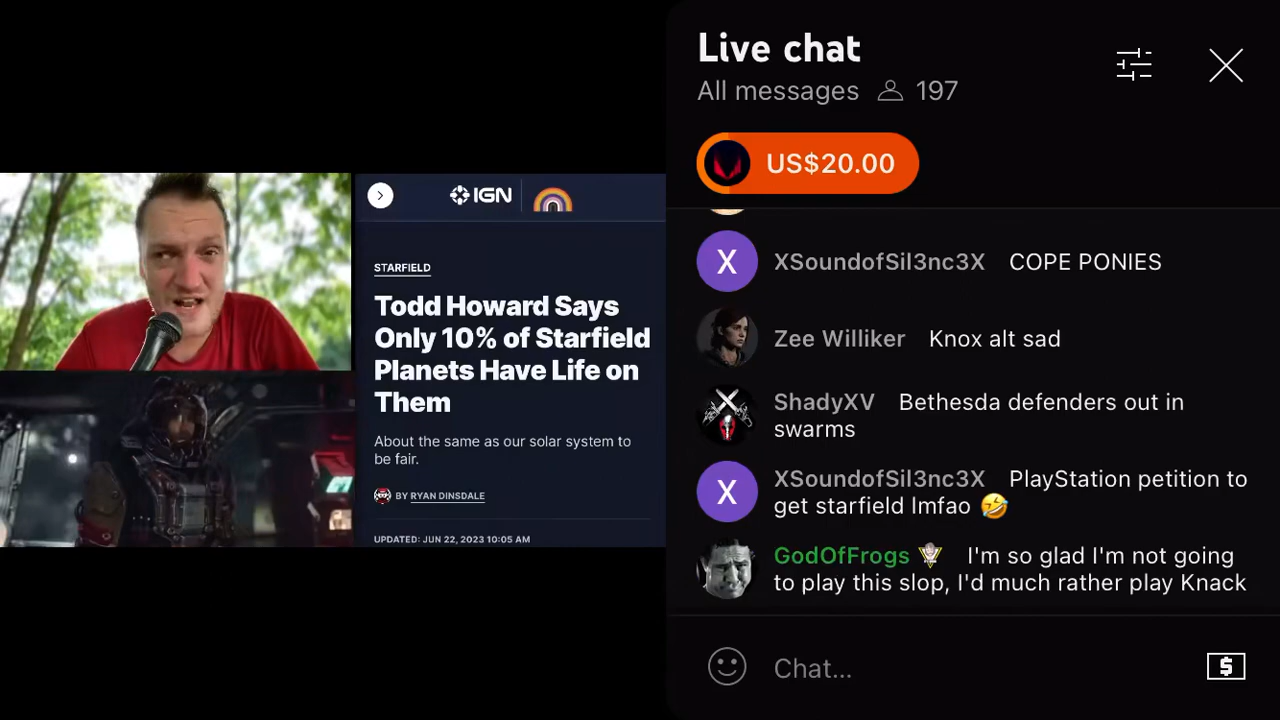 Live chat
All messages 197
US$20.00
IGN
STARFIELD
Todd Howard Says
Only 10% of Starfield
Planets Have Life on
Them
About the same as our solar system to
be fair.
BY RYAN DINSDALE
UPDATED: JUN 22, 2023 10:05 AM
X XSoundofSil3nc3X COPE PONIES
Zee Williker Knox alt sad
ShadyXV Bethesda defenders out in
swarms
X XSoundofSil3nc3X PlayStation petition to
get starfield lmfao 🤣
GodOfFrogs I'm so glad I'm not going
to play this slop, I'd much rather play Knack
Chat...
$